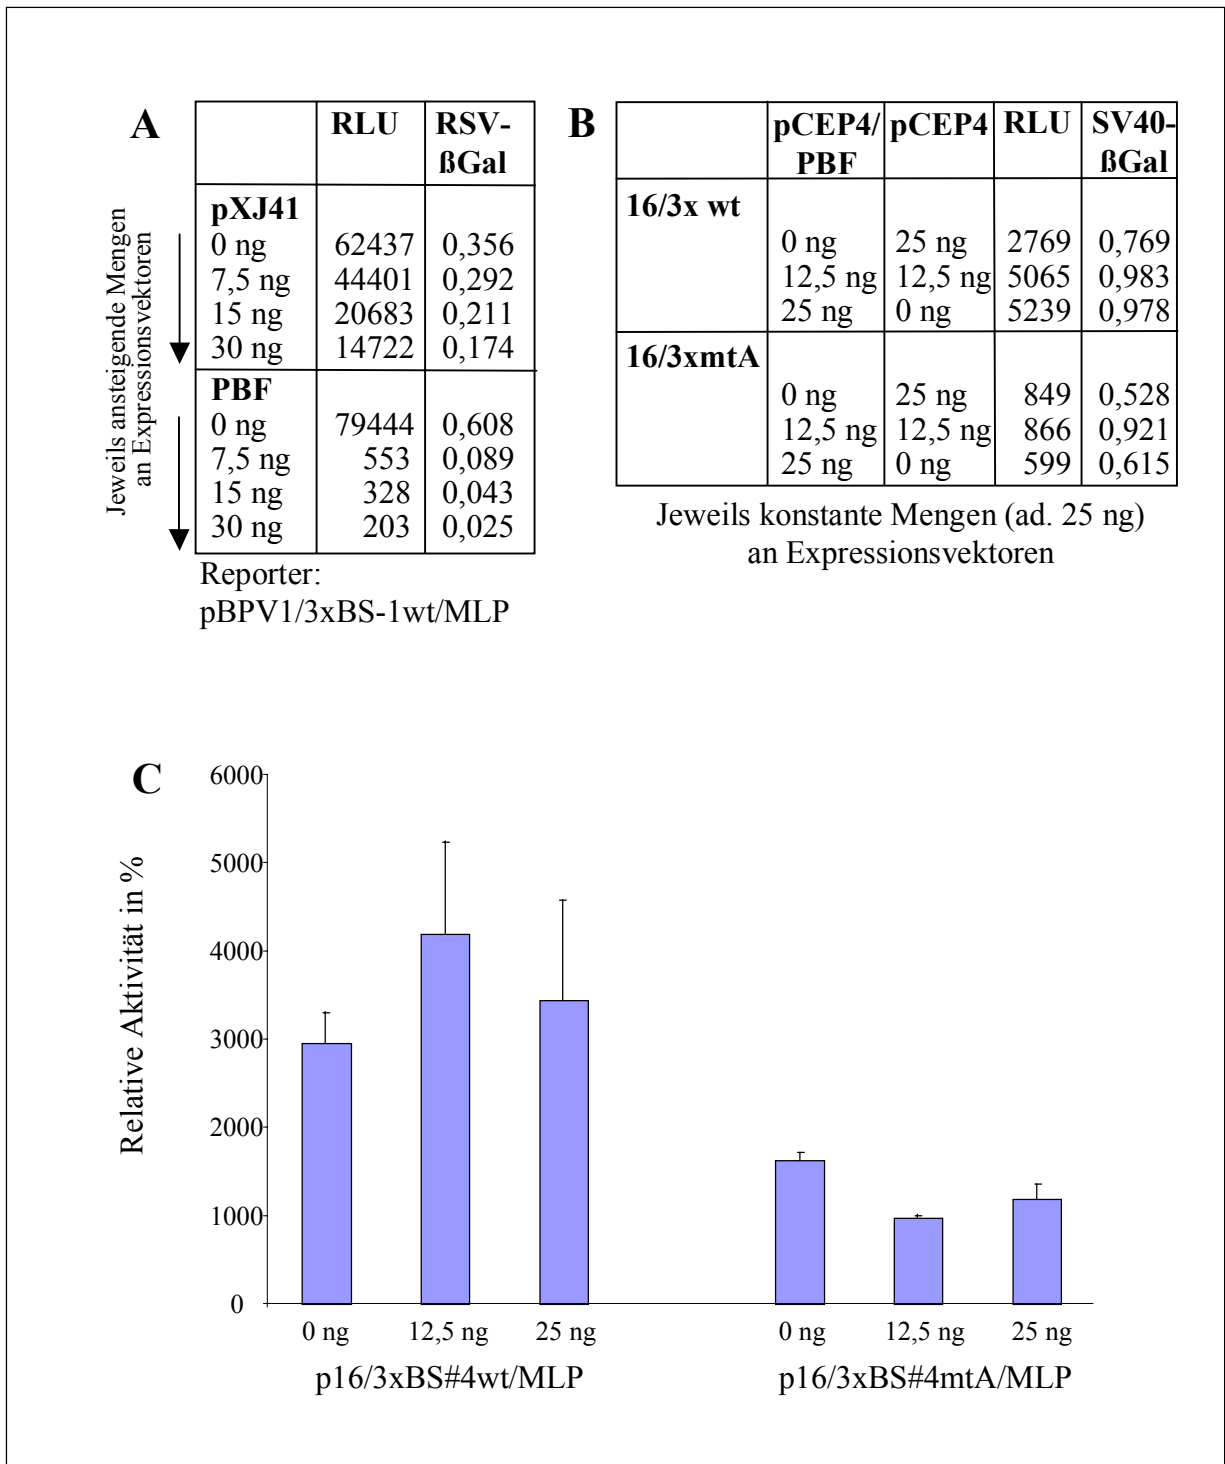 A
RLU RSV-
ßGal
pXJ41
0 ng 62437 0,356
7,5 ng 44401 0,292
15 ng 20683 0,211
30 ng 14722 0,174
PBF
0 ng 79444 0,608
7,5 ng 553 0,089
15 ng 328 0,043
30 ng 203 0,025
Jeweils ansteigende Mengen
an Expressionsvektoren
Reporter:
pBPV1/3xBS-1wt/MLP
B
pCEP4/ pCEP4 RLU SV40-
PBF ßGal
16/3x wt
0 ng 25 ng 2769 0,769
12,5 ng 12,5 ng 5065 0,983
25 ng 0 ng 5239 0,978
16/3xmtA
0 ng 25 ng 849 0,528
12,5 ng 12,5 ng 866 0,921
25 ng 0 ng 599 0,615
Jeweils konstante Mengen (ad. 25 ng)
an Expressionsvektoren
C
Relative Aktivität in %
6000
5000
4000
3000
2000
1000
0
0 ng 12,5 ng 25 ng 0 ng 12,5 ng 25 ng
p16/3xBS#4wt/MLP p16/3xBS#4mtA/MLP